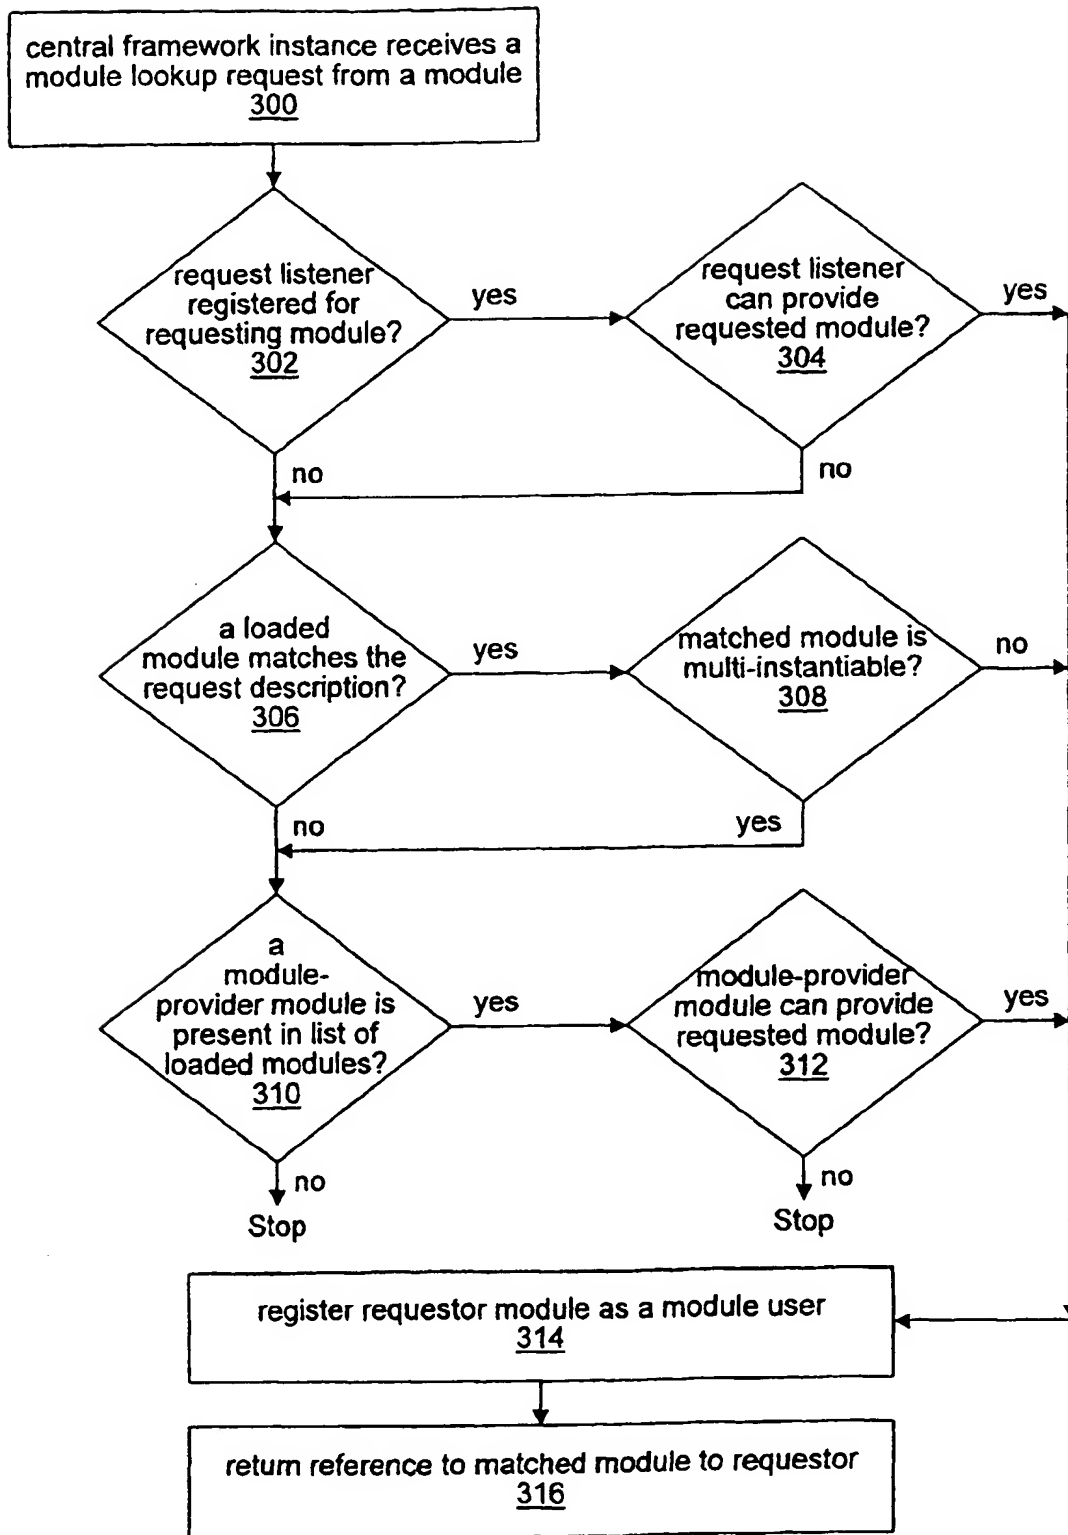 central framework instance receives a
module lookup request from a module
300
request listener
registered for
requesting module?
302
yes
request listener
can provide
requested module?
304
yes
no
no
a loaded
module matches the
request description?
306
yes
matched module is
multi-instantiable?
308
no
no
yes
a
module-
provider module is
present in list of
loaded modules?
310
yes
module-provider
module can provide
requested module?
312
yes
no
Stop
no
Stop
register requestor module as a module user
314
return reference to matched module to requestor
316